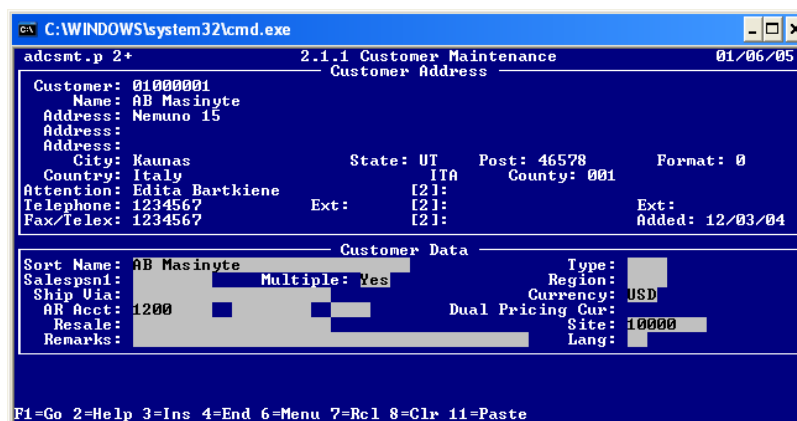 C:\WINDOWS\system32\cmd.exe
adcsmt.p 2+ 2.1.1 Customer Maintenance 01/06/05
Customer Address
Customer: 01000001
Name: AB Masinyte
Address: Nemuno 15
Address:
Address:
City: Kaunas State: UT Post: 46578 Format: 0
Country: Italy ITA County: 001
Attention: Edita Bartkiene [2]:
Telephone: 1234567 Ext: [2]: Ext:
Fax/Telex: 1234567 [2]: Added: 12/03/04
Customer Data
Sort Name: AB Masinyte Type:
Salespsn1: Multiple: Yes Region:
Ship Via: Currency: USD
AR Acct: 1200 Dual Pricing Cur:
Resale: Site: 10000
Remarks: Lang:
F1=Go 2=Help 3=Ins 4=End 6=Menu 7=Rcl 8=Clr 11=Paste